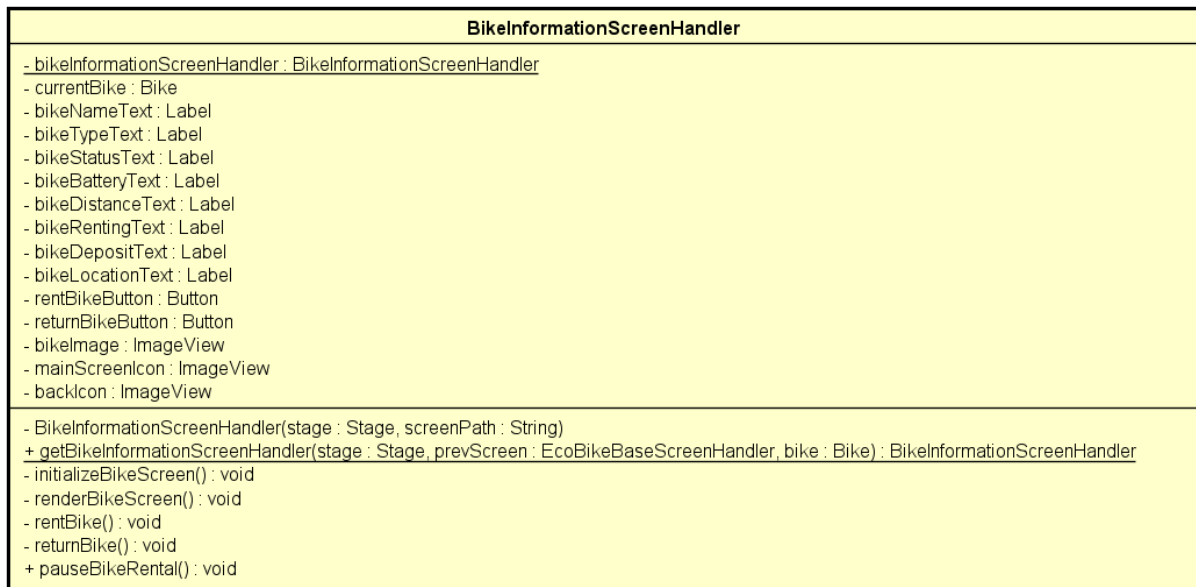 BikeInformationScreenHandler
- bikeInformationScreenHandler : BikeInformationScreenHandler
- currentBike : Bike
- bikeNameText : Label
- bikeTypeText : Label
- bikeStatusText : Label
- bikeBatteryText : Label
- bikeDistanceText : Label
- bikeRentingText : Label
- bikeDepositText : Label
- bikeLocationText : Label
- rentBikeButton : Button
- returnBikeButton : Button
- bikeImage : ImageView
- mainScreenIcon : ImageView
- backIcon : ImageView
- BikeInformationScreenHandler(stage : Stage, screenPath : String)
+ getBikeInformationScreenHandler(stage : Stage, prevScreen : EcoBikeBaseScreenHandler, bike : Bike) : BikeInformationScreenHandler
- initializeBikeScreen() : void
- renderBikeScreen() : void
- rentBike() : void
- returnBike() : void
+ pauseBikeRental() : void